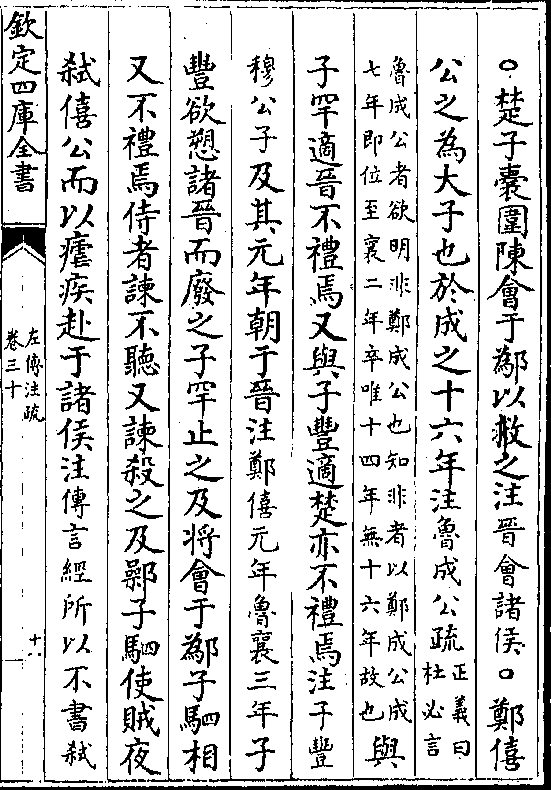 ○楚子囊圍陳會于鄬以救之注晉會諸侯○鄭僖
公之為大子也於成之十六年注魯成公疏正義曰杜必言
魯成公者欲明非鄭成公也知非者以鄭成公成
七年即位至襄二年卒唯十四年無十六年故也與
子罕適晉不禮焉又與子豐適楚亦不禮焉注子豐
穆公子及其元年朝于晉注鄭僖元年魯襄三年子
豐欲愬諸晉而廢之子罕止之及將會于鄬子駟相
又不禮焉侍者諫不聽又諫殺之及鄵子駟使賊夜
弑僖公而以瘧疾赴于諸侯注傳言經所以不書弑
欽定四庫全書
左傳注疏
卷三十
十六